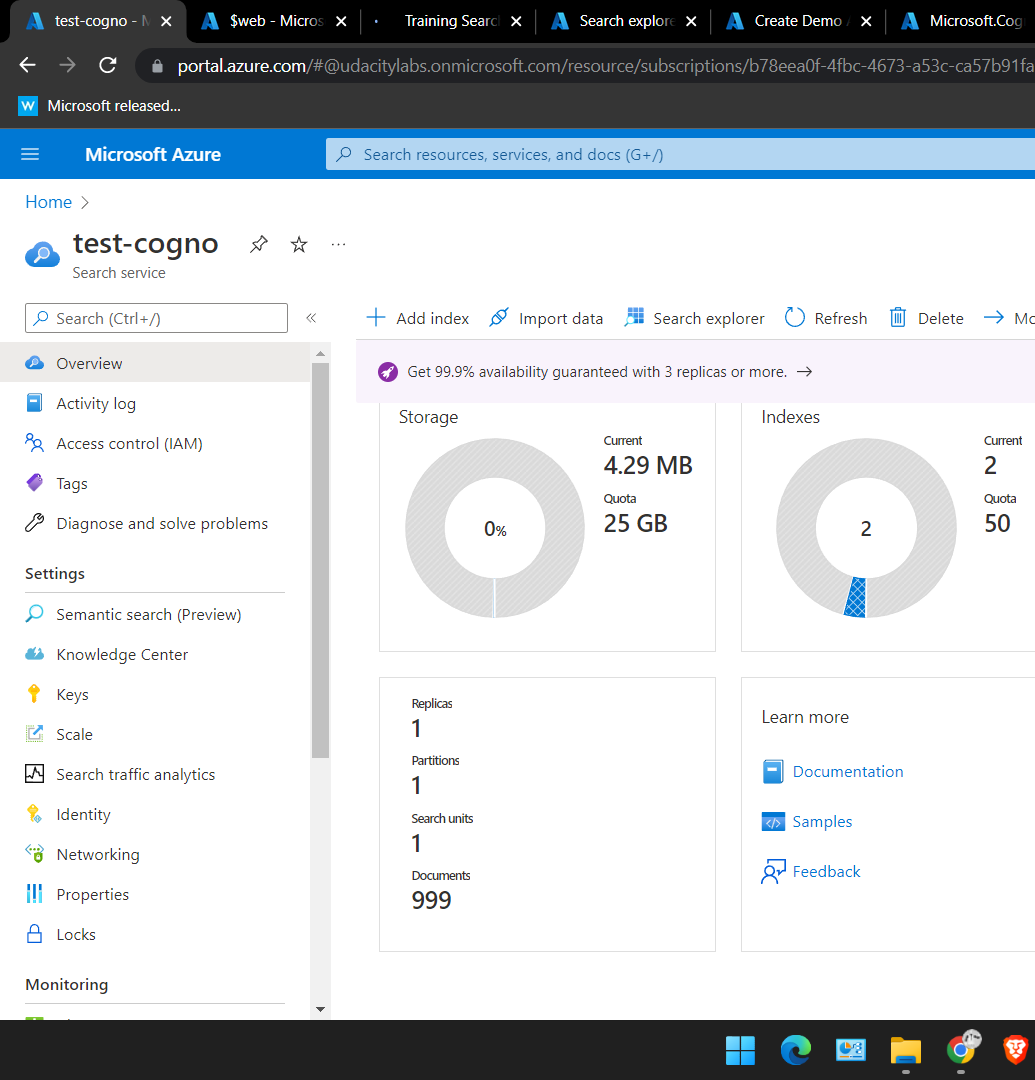 test-cogno - M
$web - Micros
Training Searc
Search explore
Create Demo A
Microsoft.Cog
portal.azure.com/#@udacitylabs.onmicrosoft.com/resource/subscriptions/b78eea0f-4fbc-4673-a53c-ca57b91fa
W Microsoft released...
Microsoft Azure
Search resources, services, and docs (G+/)
Home
test-cogno
Search service
Search (Ctrl+/)
Overview
Activity log
Access control (IAM)
Tags
Diagnose and solve problems
Settings
Semantic search (Preview)
Knowledge Center
Keys
Scale
Search traffic analytics
Identity
Networking
Properties
Locks
Monitoring
Add index
Import data
Search explorer
Refresh
Delete
Mo
Get 99.9% availability guaranteed with 3 replicas or more.
Storage
0%
Current
4.29 MB
Quota
25 GB
Indexes
2
Current
2
Quota
50
Replicas
1
Partitions
1
Search units
1
Documents
999
Learn more
Documentation
Samples
Feedback